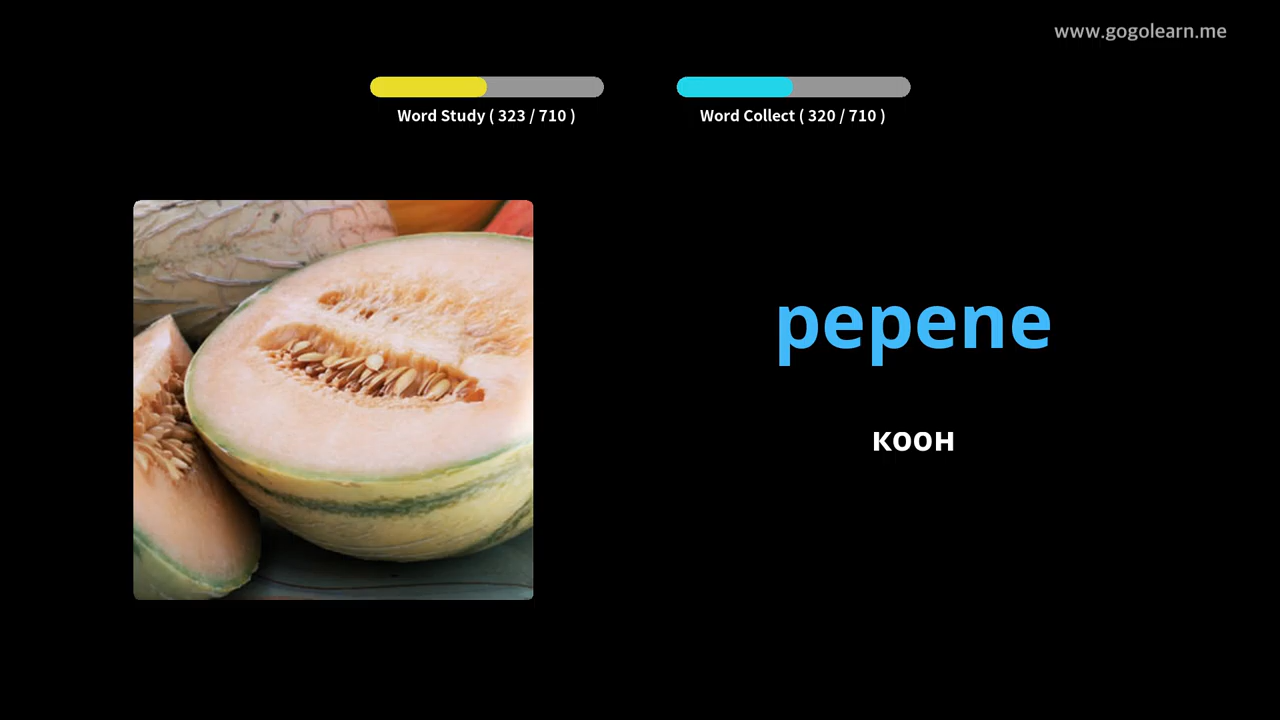 www.gogolearn.me
Word Study ( 323 / 710 )
Word Collect ( 320 / 710 )
pepene
коон